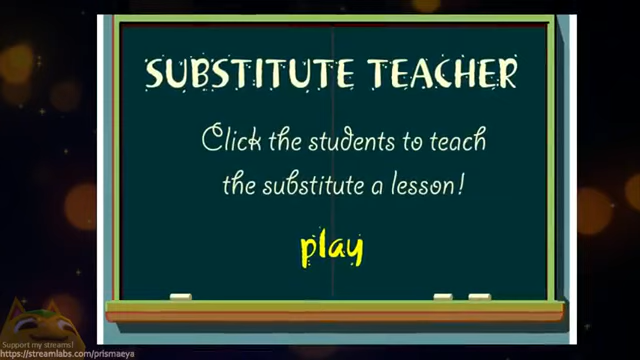 SUBSTITUTE TEACHER
Click the students to teach
the substitute a lesson!
play
Support my streams!
https://streamlabs.com/prismaeya